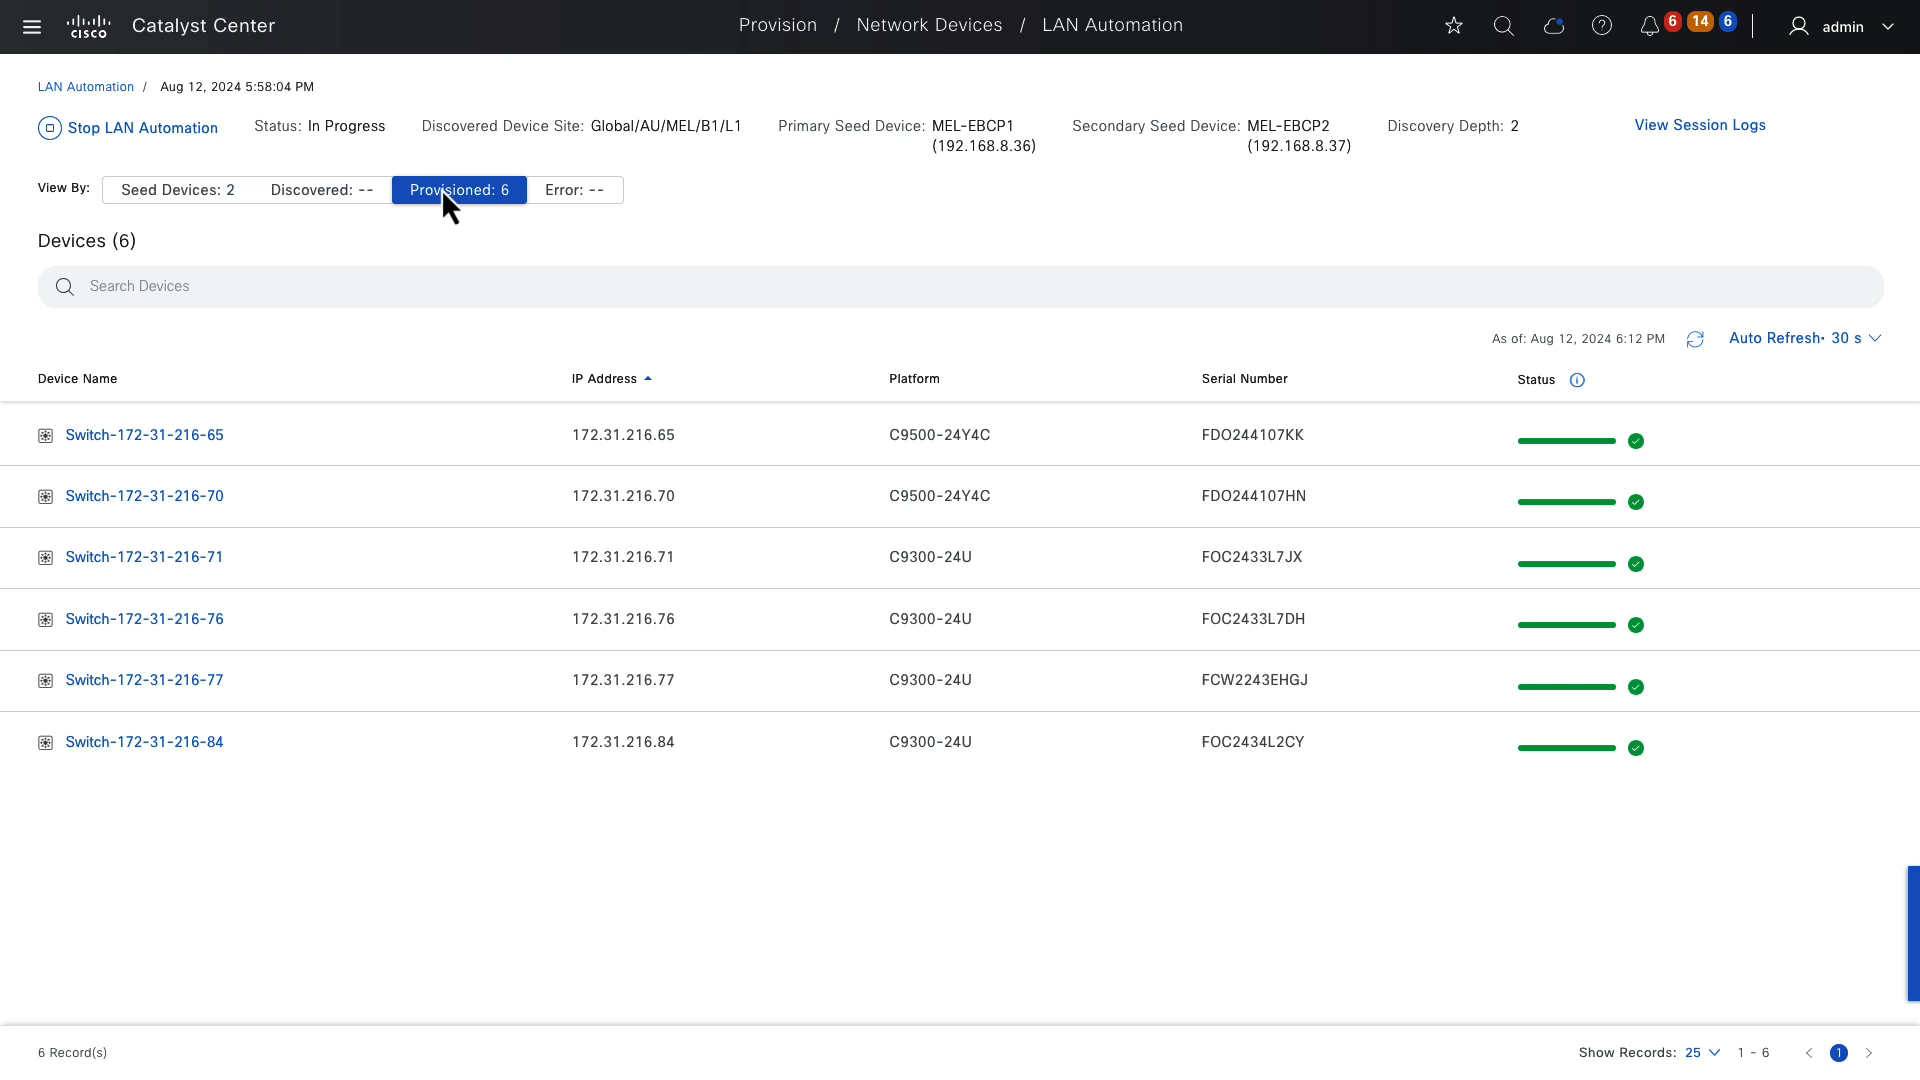 cisco Catalyst Center
Provision / Network Devices / LAN Automation
6 14 6 admin
LAN Automation / Aug 12, 2024 5:58:04 PM
Stop LAN Automation Status: In Progress Discovered Device Site: Global/AU/MEL/B1/L1 Primary Seed Device: MEL-EBCP1 Secondary Seed Device: MEL-EBCP2 Discovery Depth: 2 View Session Logs
(192.168.8.36) (192.168.8.37)
View By: Seed Devices: 2 Discovered: -- Provisioned: 6 Error: --
Devices (6)
Search Devices
As of: Aug 12, 2024 6:12 PM Auto Refresh• 30 s
Device Name IP Address Platform Serial Number Status
Switch-172-31-216-65 172.31.216.65 C9500-24Y4C FDO244107KK
Switch-172-31-216-70 172.31.216.70 C9500-24Y4C FDO244107HN
Switch-172-31-216-71 172.31.216.71 C9300-24U FOC2433L7JX
Switch-172-31-216-76 172.31.216.76 C9300-24U FOC2433L7DH
Switch-172-31-216-77 172.31.216.77 C9300-24U FCW2243EHGJ
Switch-172-31-216-84 172.31.216.84 C9300-24U FOC2434L2CY
6 Record(s) Show Records: 25 1 - 6 1